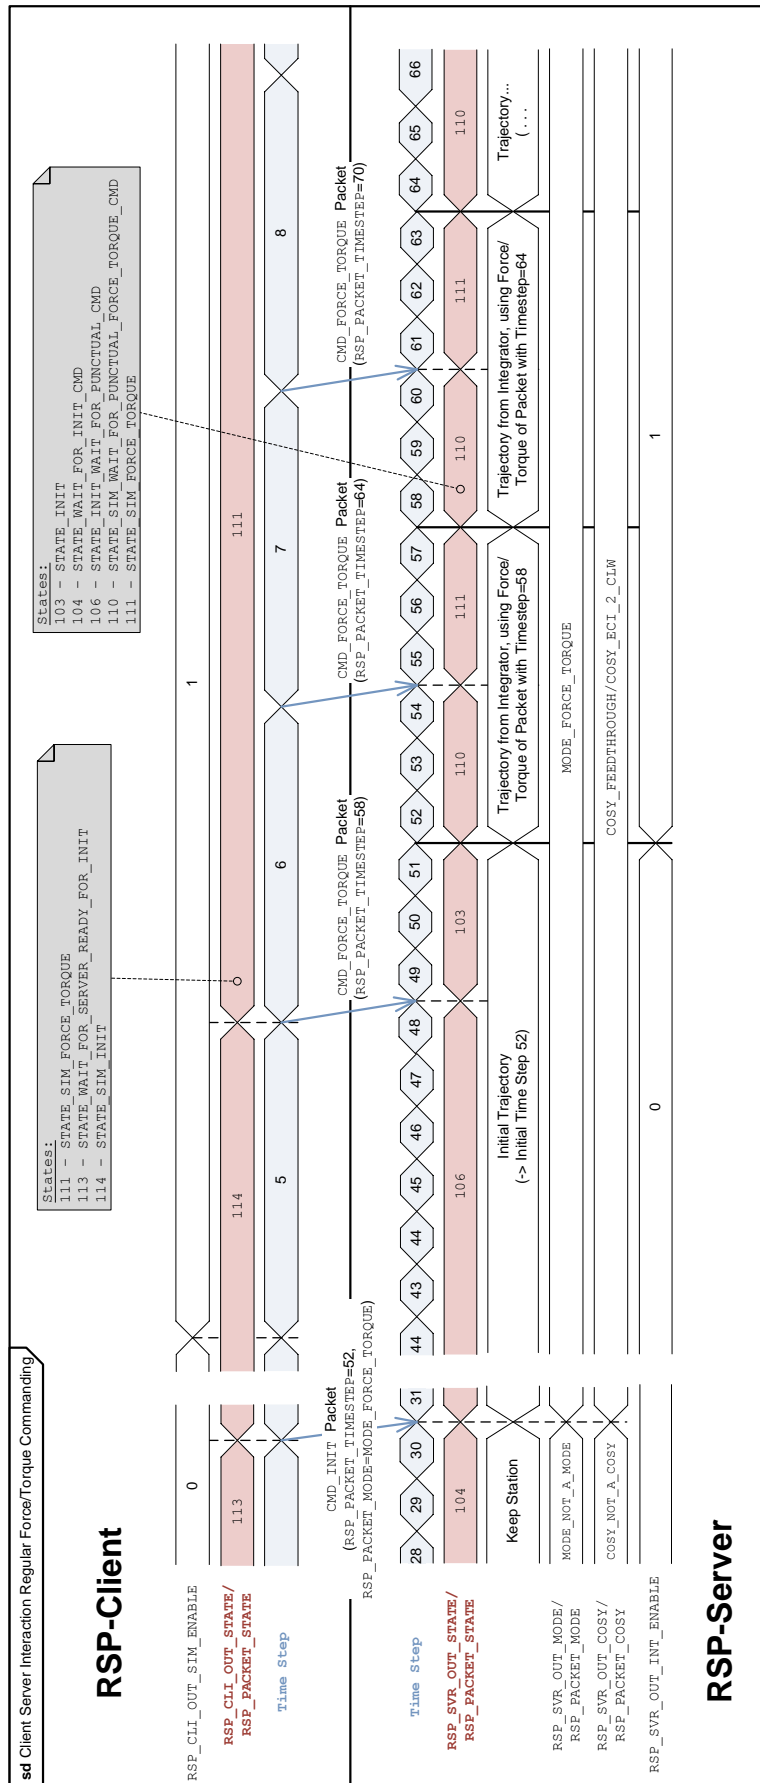 sd Client Server Interaction Regular Force/Torque Commanding
RSP-Client
States:
111 - STATE_SIM_FORCE_TORQUE
113 - STATE_WAIT_FOR_SERVER_READY_FOR_INIT
114 - STATE_SIM_INIT
States:
103 - STATE_INIT
104 - STATE_WAIT_FOR_INIT_CMD
106 - STATE_INIT_WAIT_FOR_PUNCTUAL_CMD
110 - STATE_SIM_WAIT_FOR_PUNCTUAL_FORCE_TORQUE_CMD
111 - STATE_SIM_FORCE_TORQUE
RSP_CLI_OUT_SIM_ENABLE
0
1
RSP_CLI_OUT_STATE/
RSP_PACKET_STATE
113
114
111
Time Step
5
6
7
8
CMD_INIT Packet
(RSP_PACKET_TIMESTEP=52,
RSP_PACKET_MODE=MODE_FORCE_TORQUE)
CMD_FORCE_TORQUE Packet
(RSP_PACKET_TIMESTEP=58)
CMD_FORCE_TORQUE Packet
(RSP_PACKET_TIMESTEP=64)
CMD_FORCE_TORQUE Packet
(RSP_PACKET_TIMESTEP=70)
Time Step
28 29 30 31 44 43 44 45 46 47 48 49 50 51 52 53 54 55 56 57 58 59 60 61 62 63 64 65 66
RSP_SVR_OUT_STATE/
RSP_PACKET_STATE
104
106
103
110
111
110
111
110
Keep Station
Initial Trajectory
(-> Initial Time Step 52)
Trajectory from Integrator, using Force/
Torque of Packet with Timestep=58
Trajectory from Integrator, using Force/
Torque of Packet with Timestep=64
Trajectory...
(...
RSP_SVR_OUT_MODE/
RSP_PACKET_MODE
MODE_NOT_A_MODE
MODE_FORCE_TORQUE
RSP_SVR_OUT_COSY/
RSP_PACKET_COSY
COSY_NOT_A_COSY
COSY_FEEDTHROUGH/COSY_ECI_2_CLW
RSP_SVR_OUT_INT_ENABLE
0
1
RSP-Server